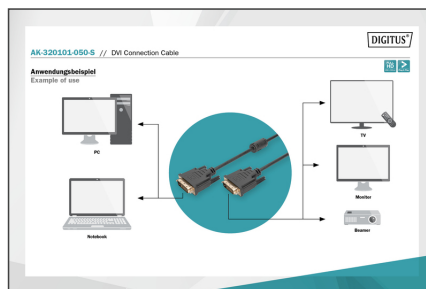 DIGITUS®
AK-320101-050-S // DVI Connection Cable
Anwendungsbeispiel
Example of use
PC
TV
Monitor
Notebook
Beamer